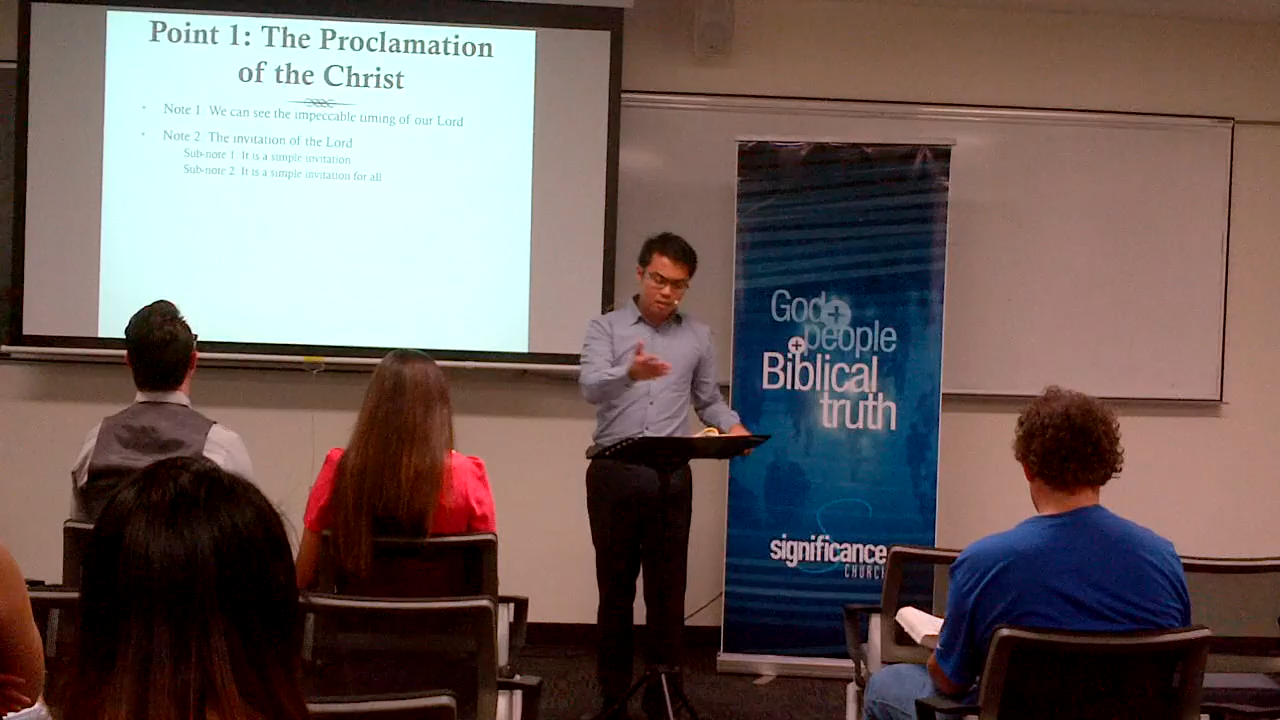 Point 1: The Proclamation
of the Christ
• Note 1 We can see the impeccable timing of our Lord
• Note 2 The invitation of the Lord
Sub-note 1 It is a simple invitation
Sub-note 2 It is a simple invitation for all
God +
people
+ Biblical
truth
significance
CHURCH